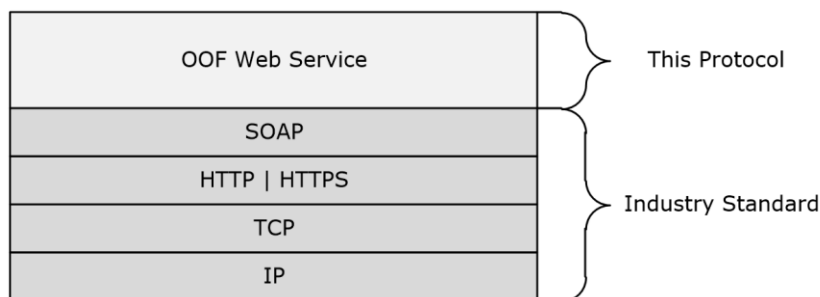 OOF Web Service
This Protocol
SOAP
HTTP | HTTPS
Industry Standard
TCP
IP